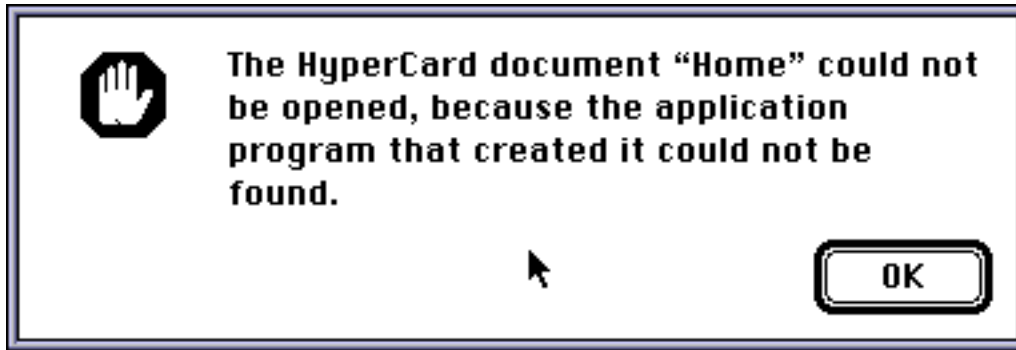 The HyperCard document “Home” could not
be opened, because the application
program that created it could not be
found.
OK